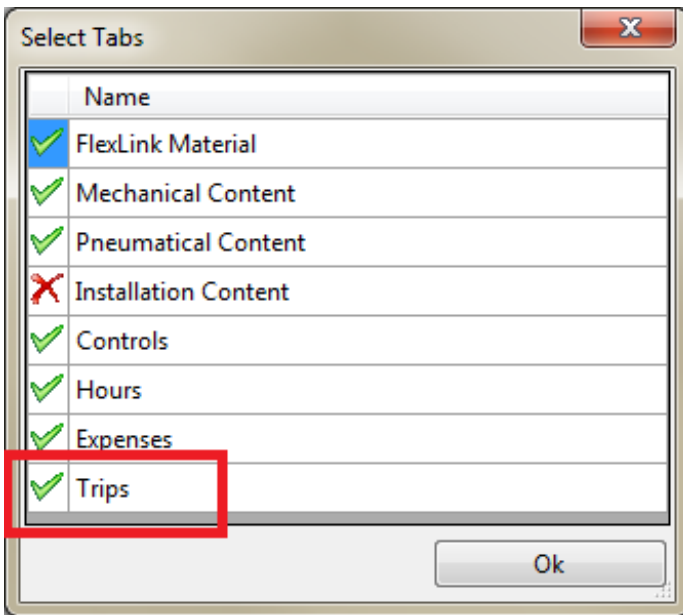 Select Tabs
Name
FlexLink Material
Mechanical Content
Pneumatical Content
Installation Content
Controls
Hours
Expenses
Trips
Ok